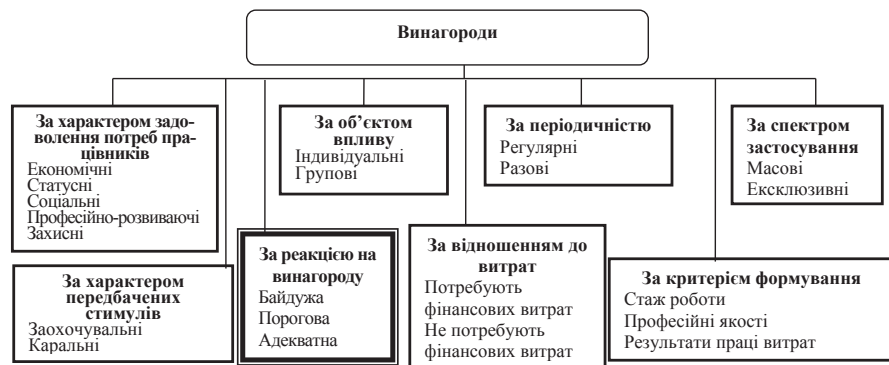 Винагороди
За характером задо-
волення потреб пра-
цівників
Економічні
Статусні
Соціальні
Професійно-розвиваючі
Захисні
За об’єктом
впливу
Індивідуальні
Групові
За періодичністю
Регулярні
Разові
За спектром
застосування
Масові
Ексклюзивні
За характером
передбачених
стимулів
Заохочувальні
Каральні
За реакцією на
винагороду
Байдужа
Порогова
Адекватна
За відношенням до
витрат
Потребують
фінансових витрат
Не потребують
фінансових витрат
За критерієм формування
Стаж роботи
Професійні якості
Результати праці витрат